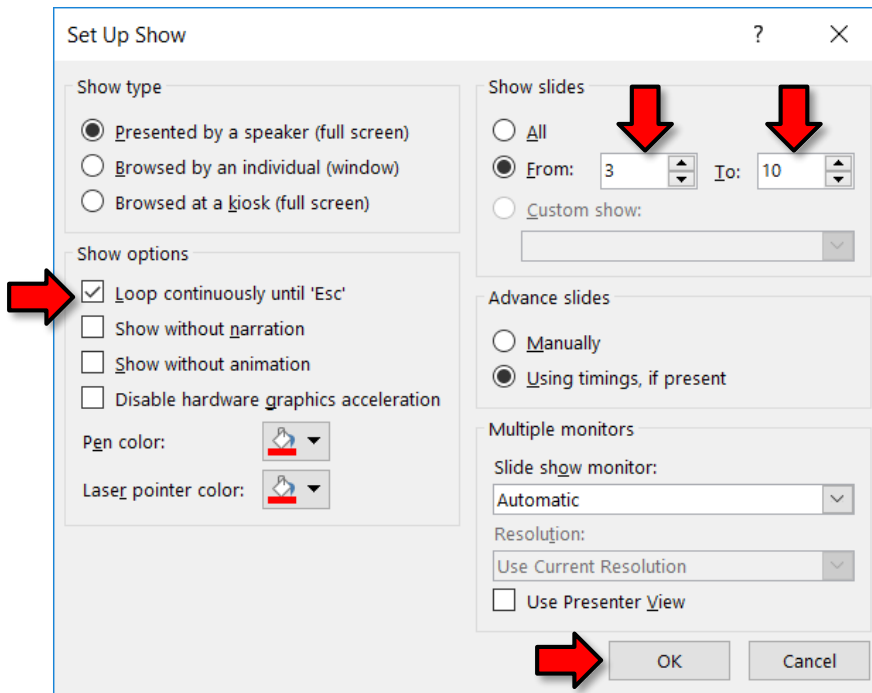 Set Up Show
?
Show type
Presented by a speaker (full screen)
Browsed by an individual (window)
Browsed at a kiosk (full screen)
Show options
Loop continuously until 'Esc'
Show without narration
Show without animation
Disable hardware graphics acceleration
Pen color:
Laser pointer color:
Show slides
All
From: 3 To: 10
Custom show:
Advance slides
Manually
Using timings, if present
Multiple monitors
Slide show monitor:
Automatic
Resolution:
Use Current Resolution
Use Presenter View
OK Cancel